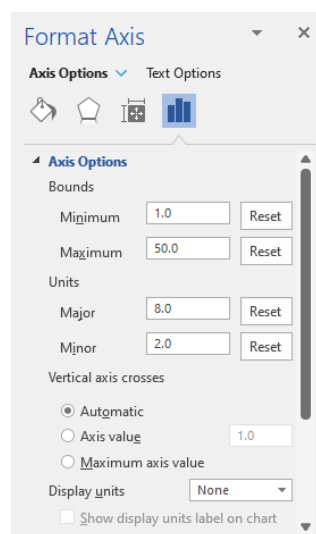 Format Axis
Axis Options Text Options
Axis Options
Bounds
Minimum 1.0 Reset
Maximum 50.0 Reset
Units
Major 8.0 Reset
Minor 2.0 Reset
Vertical axis crosses
Automatic
Axis value 1.0
Maximum axis value
Display units None
Show display units label on chart